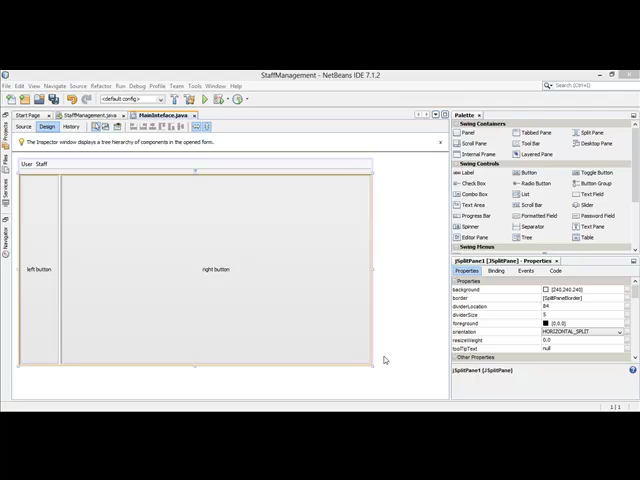 StaffManagement - NetBeans IDE 7.1.2
File Edit View Navigate Source Refactor Run Debug Profile Team Tools Window Help
Search (Ctrl+I)
<default config>
Start Page StaffManagement.java MainInteface.java
Source Design History
The Inspector window displays a tree hierarchy of components in the opened form.
User Staff
left button
right button
Projects
Files
Services
Navigator
Palette
Swing Containers
Panel Tabbed Pane Split Pane
Scroll Pane Tool Bar Desktop Pane
Internal Frame Layered Pane
Swing Controls
Label Button Toggle Button
Check Box Radio Button Button Group
Combo Box List Text Field
Text Area Scroll Bar Slider
Progress Bar Formatted Field Password Field
Spinner Separator Text Pane
Editor Pane Tree Table
Swing Menus
jSplitPane1 [JSplitPane] - Properties
Properties Binding Events Code
Properties
background [240,240,240]
border [SplitPaneBorder]
dividerLocation 84
dividerSize 5
foreground [0,0,0]
orientation HORIZONTAL_SPLIT
resizeWeight 0.0
toolTipText null
Other Properties
jSplitPane1 [JSplitPane]
1 | 1